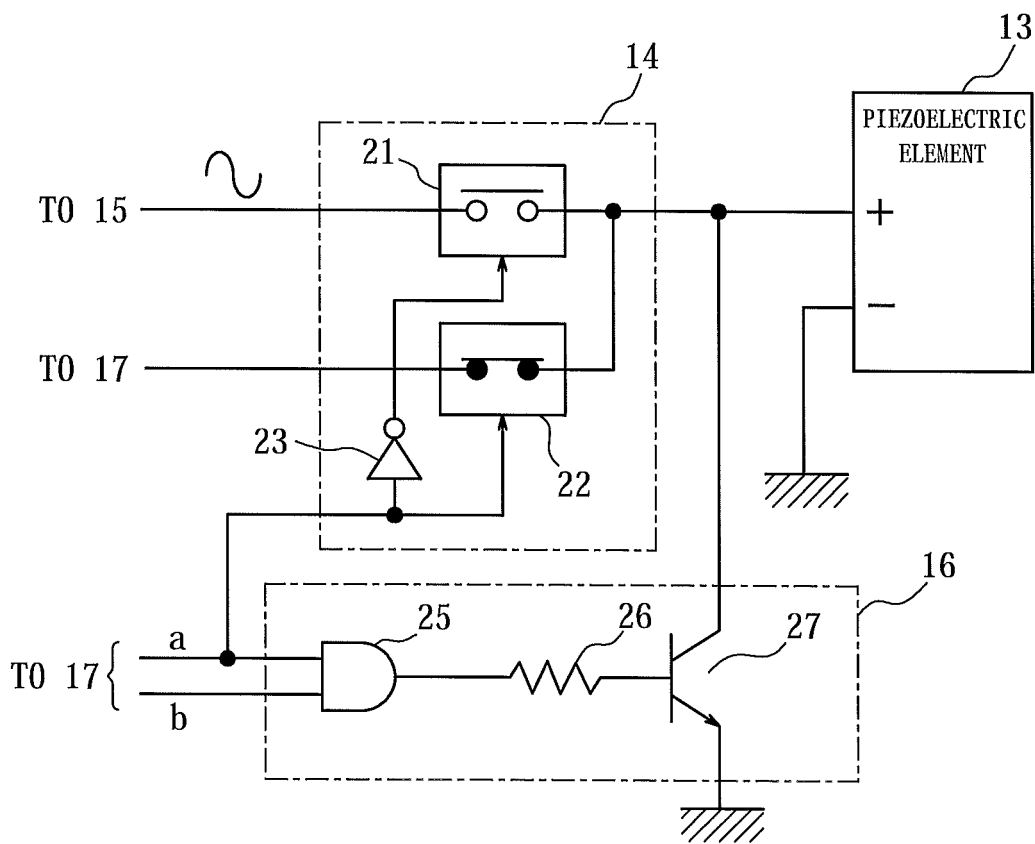 13
14
PIEZOELECTRIC
ELEMENT
21
TO 15
+
−
TO 17
23
22
16
25
26
27
a
TO 17
b